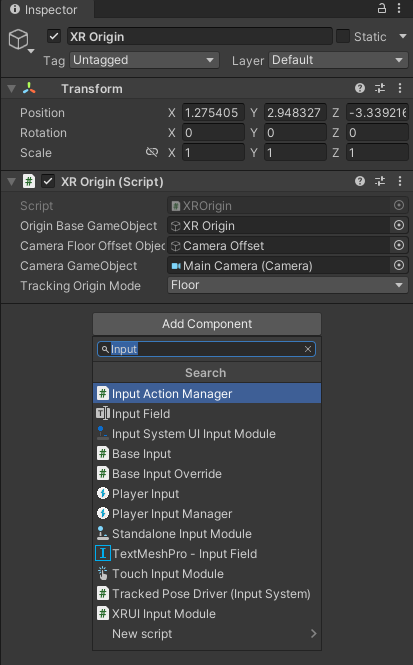 Inspector
XR Origin
Static
Tag Untagged Layer Default
Transform
Position X 1.275405 Y 2.948327 Z -3.339216
Rotation X 0 Y 0 Z 0
Scale X 1 Y 1 Z 1
XR Origin (Script)
Script XROrigin
Origin Base GameObject XR Origin
Camera Floor Offset Objec Camera Offset
Camera GameObject Main Camera (Camera)
Tracking Origin Mode Floor
Add Component
Input
Search
Input Action Manager
Input Field
Input System UI Input Module
Base Input
Base Input Override
Player Input
Player Input Manager
Standalone Input Module
TextMeshPro - Input Field
Touch Input Module
Tracked Pose Driver (Input System)
XRUI Input Module
New script